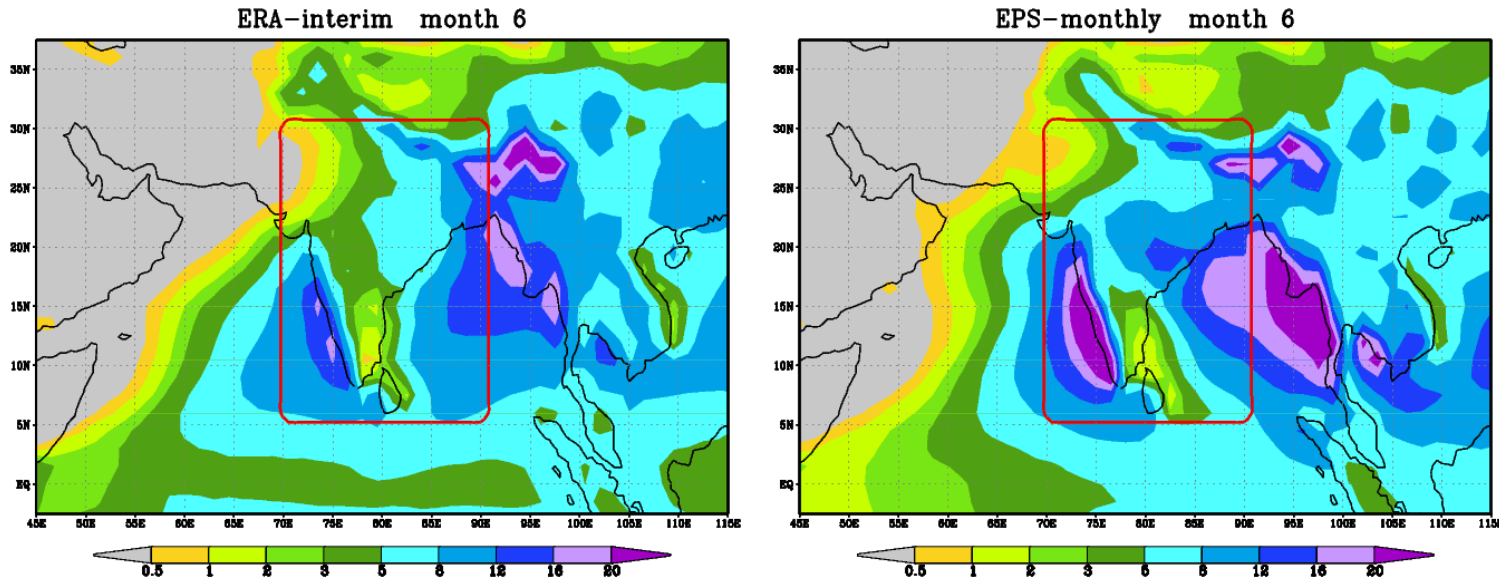 ERA-interim month 6
35N
30N
25N
20N
15N
10N
5N
EQ
45E 50E 55E 60E 65E 70E 75E 80E 85E 90E 95E 100E 105E 110E 115E
0.5 1 2 3 5 8 12 16 20
EPS-monthly month 6
35N
30N
25N
20N
15N
10N
5N
EQ
45E 50E 55E 60E 65E 70E 75E 80E 85E 90E 95E 100E 105E 110E 115E
0.5 1 2 3 5 8 12 16 20